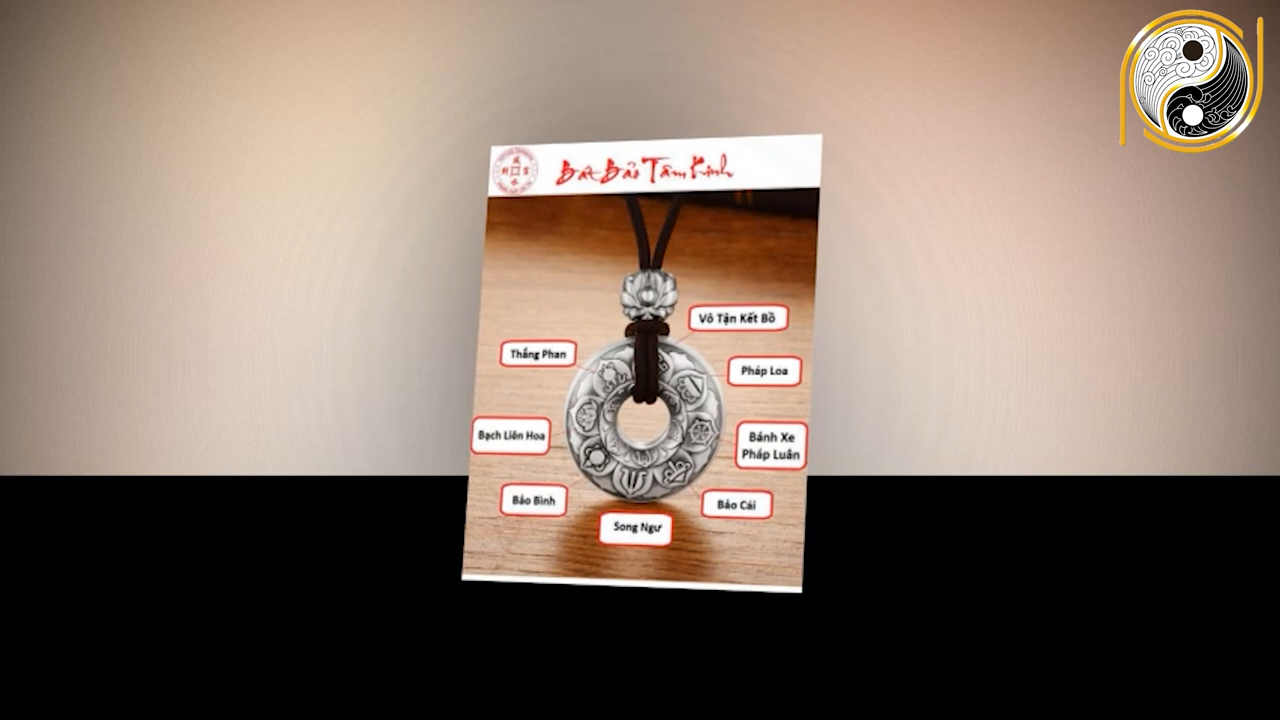 Bát Bảo Tâm Kinh
Vô Tận Kết Bồ
Thắng Phan
Pháp Loa
Bạch Liên Hoa
Bánh Xe
Pháp Luân
Bảo Bình
Bảo Cái
Song Ngư